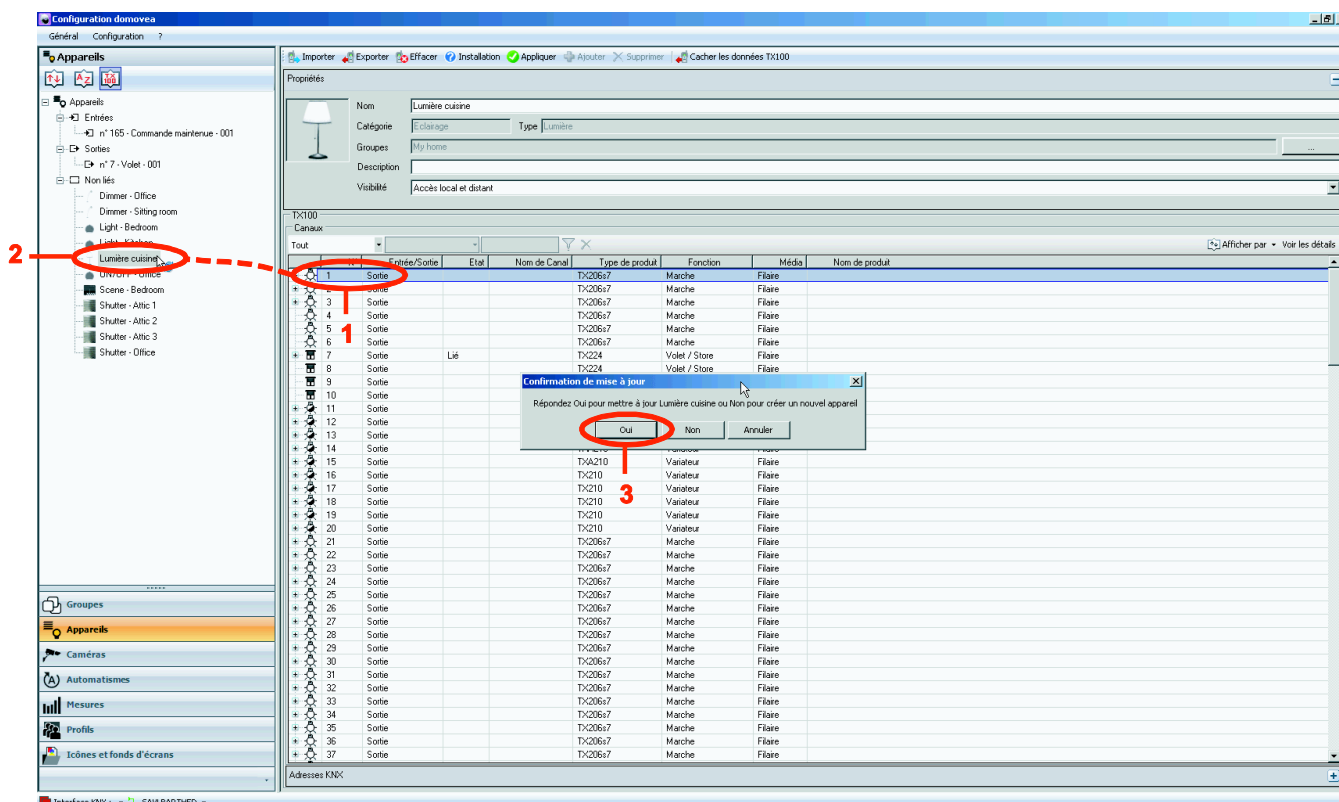 Configuration domovea
Général Configuration ?
Appareils
Importer Exporter Effacer Installation Appliquer Ajouter Supprimer Cacher les données TX100
TX 100
Appareils
Entrées
n° 165 - Commande maintenue - 001
Sorties
n° 7 - Volet - 001
Non liés
Dimmer - Office
Dimmer - Sitting room
Light - Bedroom
Light - Kitchen
Lumière cuisine
ON/OFF - Office
Scene - Bedroom
Shutter - Attic 1
Shutter - Attic 2
Shutter - Attic 3
Shutter - Office
2
Groupes
Appareils
Caméras
Automatismes
Mesures
Profils
Icônes et fonds d'écrans
Propriétés
Nom Lumière cuisine
Catégorie Eclairage Type Lumière
Groupes My home ...
Description
Visibilité Accès local et distant
TX100
Canaux
Tout Afficher par Voir les détails
Entrée/Sortie Etat Nom de Canal Type de produit Fonction Média Nom de produit
1 Sortie TX206s7 Marche Filaire
2 Sortie TX206s7 Marche Filaire
3 Sortie TX206s7 Marche Filaire
4 Sortie TX206s7 Marche Filaire
5 Sortie TX206s7 Marche Filaire
6 Sortie TX206s7 Marche Filaire
7 Sortie Lié TX224 Volet / Store Filaire
8 Sortie TX224 Volet / Store Filaire
9 Sortie
10 Sortie
11 Sortie
12 Sortie
13 Sortie
14 Sortie Filaire
15 Sortie TXA210 Variateur Filaire
16 Sortie TX210 Variateur Filaire
17 Sortie TX210 Variateur Filaire
18 Sortie TX210 Variateur Filaire
19 Sortie TX210 Variateur Filaire
20 Sortie TX210 Variateur Filaire
21 Sortie TX206s7 Marche Filaire
22 Sortie TX206s7 Marche Filaire
23 Sortie TX206s7 Marche Filaire
24 Sortie TX206s7 Marche Filaire
25 Sortie TX206s7 Marche Filaire
26 Sortie TX206s7 Marche Filaire
27 Sortie TX206s7 Marche Filaire
28 Sortie TX206s7 Marche Filaire
29 Sortie TX206s7 Marche Filaire
30 Sortie TX206s7 Marche Filaire
31 Sortie TX206s7 Marche Filaire
32 Sortie TX206s7 Marche Filaire
33 Sortie TX206s7 Marche Filaire
34 Sortie TX206s7 Marche Filaire
35 Sortie TX206s7 Marche Filaire
36 Sortie TX206s7 Marche Filaire
37 Sortie TX206s7 Marche Filaire
1
Confirmation de mise à jour
Répondez Oui pour mettre à jour Lumière cuisine ou Non pour créer un nouvel appareil
Oui Non Annuler
3
Adresses KNX